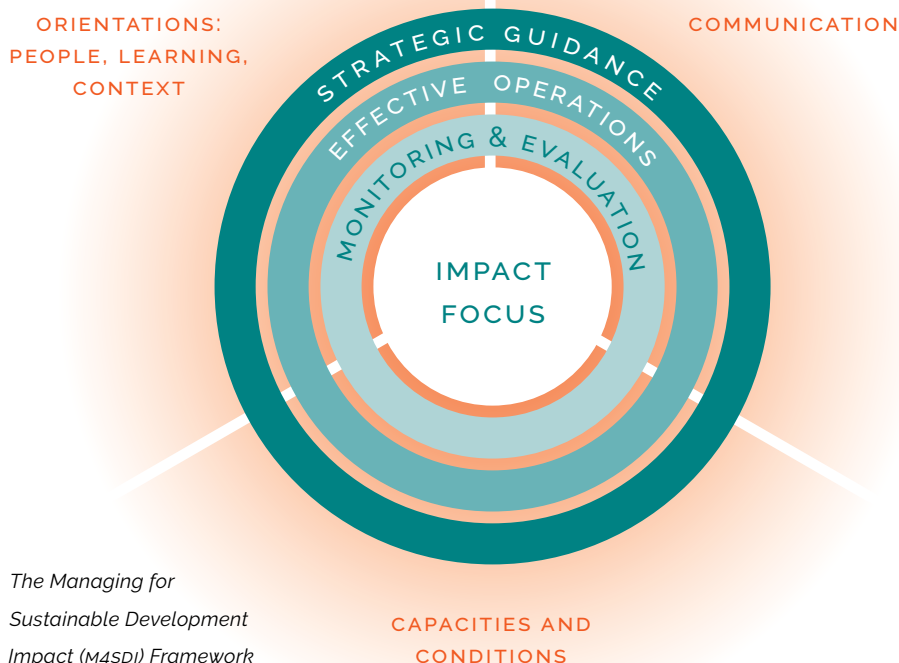 ORIENTATIONS:
PEOPLE, LEARNING,
CONTEXT
COMMUNICATION
STRATEGIC GUIDANCE
EFFECTIVE OPERATIONS
MONITORING & EVALUATION
IMPACT
FOCUS
The Managing for
Sustainable Development
Impact (M4SDI) Framework
CAPACITIES AND
CONDITIONS